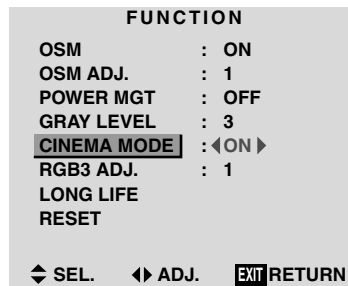 FUNCTION
OSM : ON
OSM ADJ. : 1
POWER MGT : OFF
GRAY LEVEL : 3
CINEMA MODE : ON
RGB3 ADJ. : 1
LONG LIFE
RESET
SEL. ADJ. EXIT RETURN